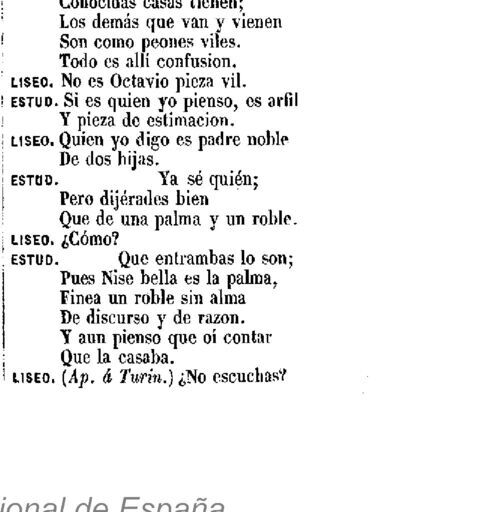 Conocidas casas tienen;
Los demás que van y vienen
Son como peones viles.
Todo es allí confusion.
LISEO. No es Octavio pieza vil.
ESTUD. Si es quien yo pienso, es arfil
Y pieza de estimacion.
LISEO. Quien yo digo es padre noble
De dos hijas.
ESTUD. Ya sé quién;
Pero dijérades bien
Que de una palma y un roble.
LISEO. ¿Cómo?
ESTUD. Que entrambas lo son;
Pues Nise bella es la palma,
Finea un roble sin alma
De discurso y de razon.
Y aun pienso que oí contar
Que la casaba.
LISEO. (Ap. á Turin.) ¿No escuchas?
ional de España